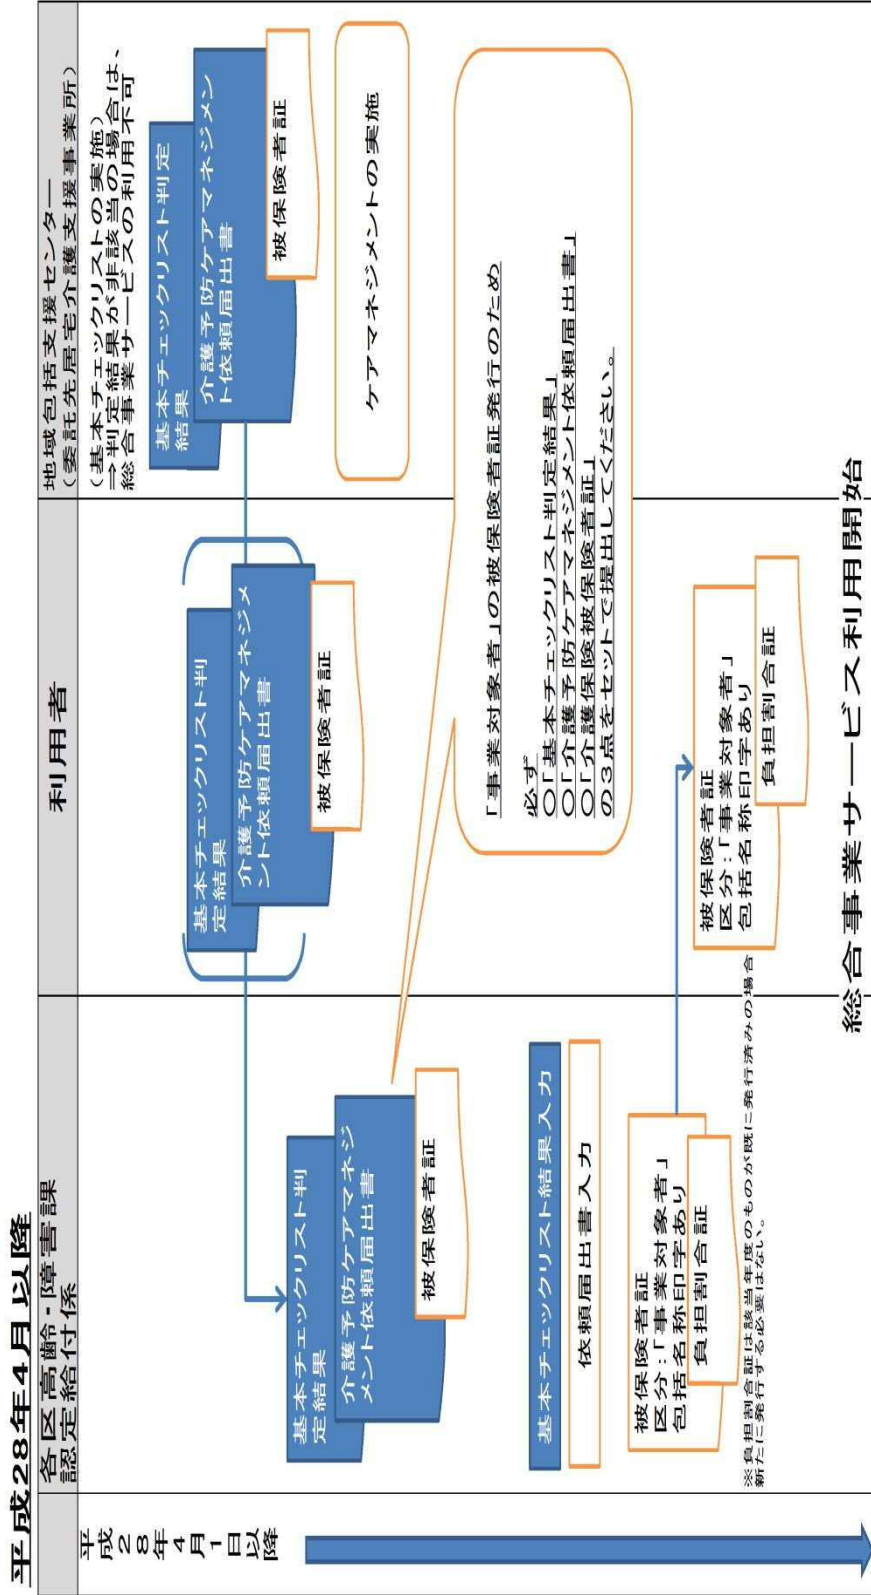 平成28年4月以降
各区高齢・障害課
認定給付係
利用者
地域包括支援センター
（委託先居宅介護支援事業所）
平成28年4月1日以降
（基本チェックリストの実施）
⇒判定結果が非該当の場合は、
総合事業サービスの利用不可
基本チェックリスト判定
結果
介護予防ケアマネジメン
ト依頼届出書
被保険者証
ケアマネジメントの実施
基本チェックリスト判
定結果
介護予防ケアマネジメ
ント依頼届出書
被保険者証
基本チェックリスト判
定結果
介護予防ケアマネジ
メント依頼届出書
被保険者証
「事業対象者」の被保険者証発行のため
必ず
〇「基本チェックリスト判定結果」
〇「介護予防ケアマネジメント依頼届出書」
〇「介護保険被保険者証」
の3点をセットで提出してください。
基本チェックリスト結果入力
依頼届出書入力
被保険者証
区分：「事業対象者」
包括名称印字あり
負担割合証
※負担割合証は該当年度のものが既に発行済みの場合
新たに発行する必要はない。
被保険者証
区分：「事業対象者」
包括名称印字あり
負担割合証
総合事業サービス利用開始